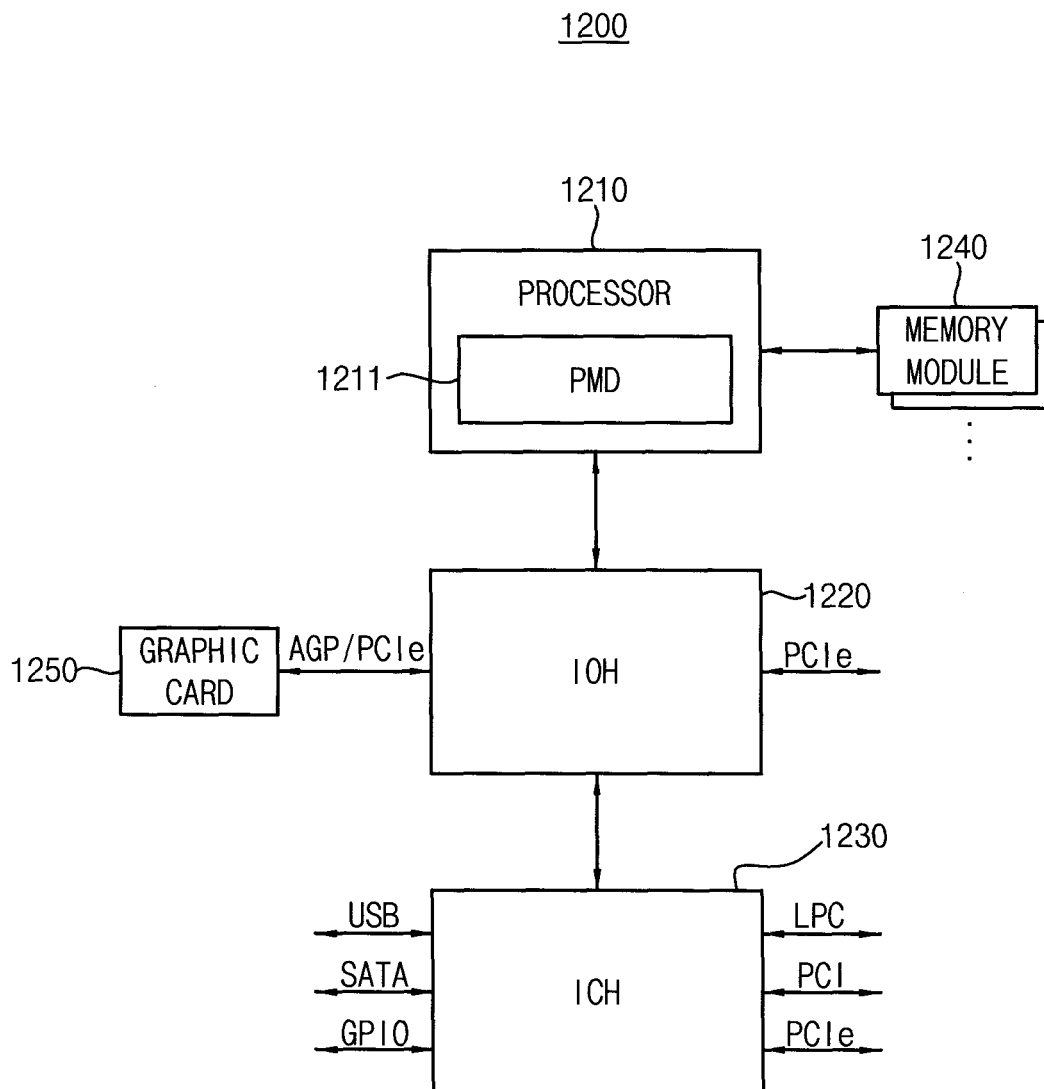 1200
1210
PROCESSOR
1211
PMD
1240
MEMORY
MODULE
1220
1250
GRAPHIC
CARD
AGP/PCIe
IOH
PCIe
1230
USB
SATA
GPIO
ICH
LPC
PCI
PCIe